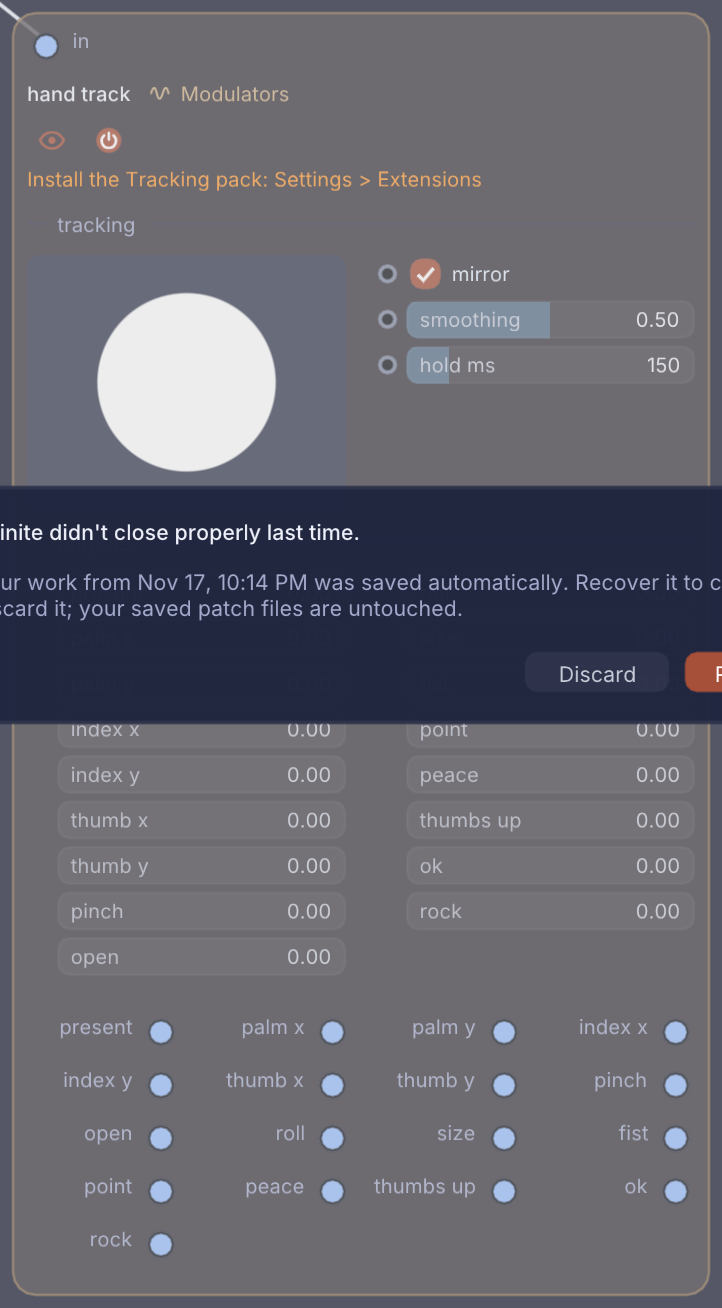 in
hand track Modulators
Install the Tracking pack: Settings > Extensions
tracking
mirror
smoothing 0.50
hold ms 150
inite didn't close properly last time.
ur work from Nov 17, 10:14 PM was saved automatically. Recover it to c
scard it; your saved patch files are untouched.
Discard
index x 0.00 point 0.00
index y 0.00 peace 0.00
thumb x 0.00 thumbs up 0.00
thumb y 0.00 ok 0.00
pinch 0.00 rock 0.00
open 0.00
present palm x palm y index x
index y thumb x thumb y pinch
open roll size fist
point peace thumbs up ok
rock